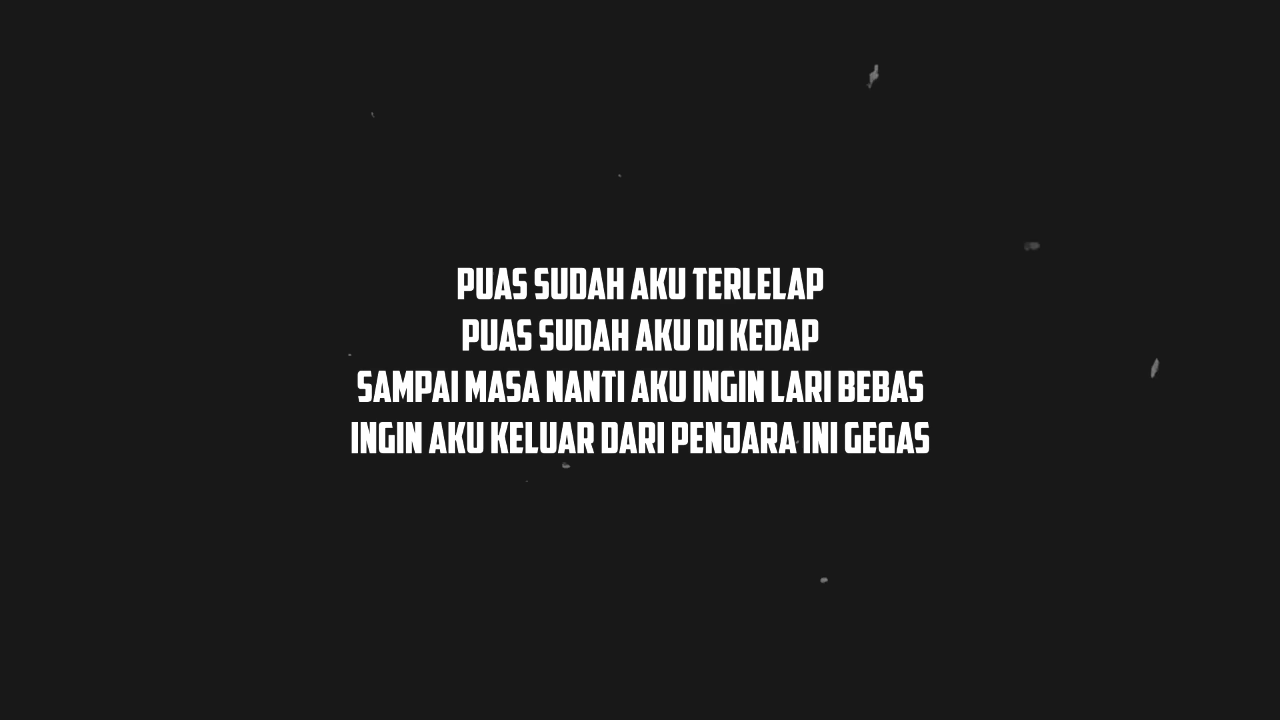 PUAS SUDAH AKU TERLELAP
PUAS SUDAH AKU DI KEDAP
SAMPAI MASA NANTI AKU INGIN LARI BEBAS
INGIN AKU KELUAR DARI PENJARA INI GEGAS